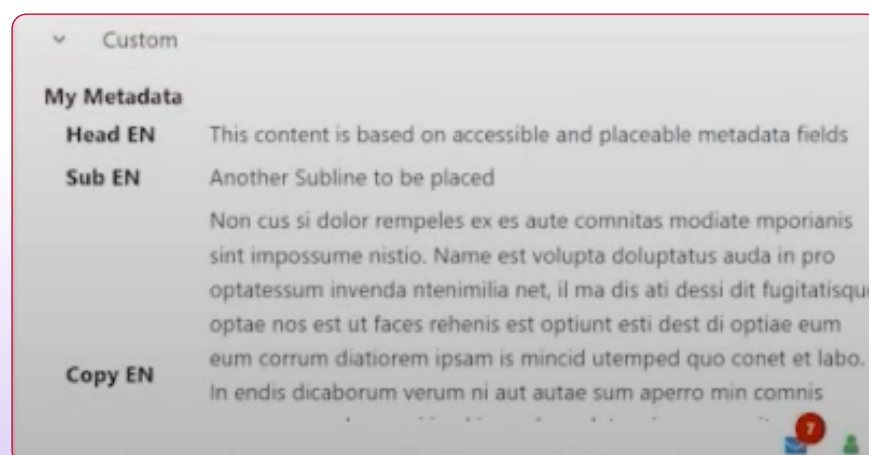 Custom
My Metadata
Head EN This content is based on accessible and placeable metadata fields
Sub EN Another Subline to be placed
Non cus si dolor rempeles ex es aute comnitas modiate mporianis
sint impossume nistio. Name est volupta doluptatus auda in pro
optatessum invenda ntenimilia net, il ma dis ati dessi dit fugitatisque
optae nos est ut faces rehenis est optiunt esti dest di optiae eum
eum corrum diatiorem ipsam is mincid utemped quo conet et labo.
Copy EN
In endis dicaborum verum ni aut autae sum aperro min comnis
7